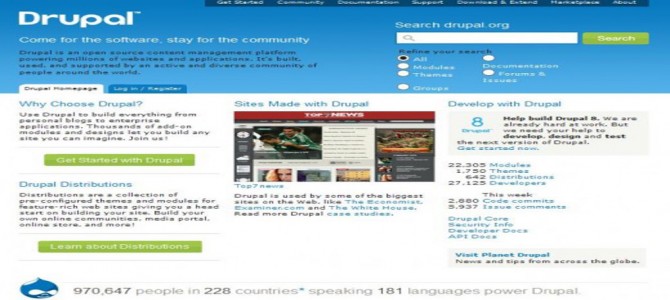 Get Started Community Documentation Support Download & Extend Marketplace About
Drupal™
Come for the software, stay for the community
Drupal is an open source content management platform
powering millions of websites and applications. It's built,
used, and supported by an active and diverse community of
people around the world.
Search drupal.org
Search
Refine your search
All
Modules
Themes
Groups
Documentation
Forums &
Issues
Drupal Homepage
Log in / Register
Why Choose Drupal?
Use Drupal to build everything from
personal blogs to enterprise
applications. Thousands of add-on
modules and designs let you build any
site you can imagine. Join us!
Get Started with Drupal
Drupal Distributions
Distributions are a collection of
pre-configured themes and modules for
feature-rich web sites giving you a head
start on building your site. Build your
own online communities, media portal,
online store, and more!
Learn about Distributions
Sites Made with Drupal
TOP7NEWS
Top7news
Drupal is used by some of the biggest
sites on the Web, like The Economist,
Examiner.com and The White House.
Read more Drupal case studies.
Develop with Drupal
8
Drupal
Help build Drupal 8. We are
already hard at work. But
we need your help to
develop, design and test
the next version of Drupal.
Get started now.
22,305 Modules
1,750 Themes
642 Distributions
27,125 Developers
This week
2,880 Code commits
5,937 Issue comments
Drupal Core
Security Info
Developer Docs
API Docs
Visit Planet Drupal
News and tips from across the globe.
970,647 people in 228 countries* speaking 181 languages power Drupal.